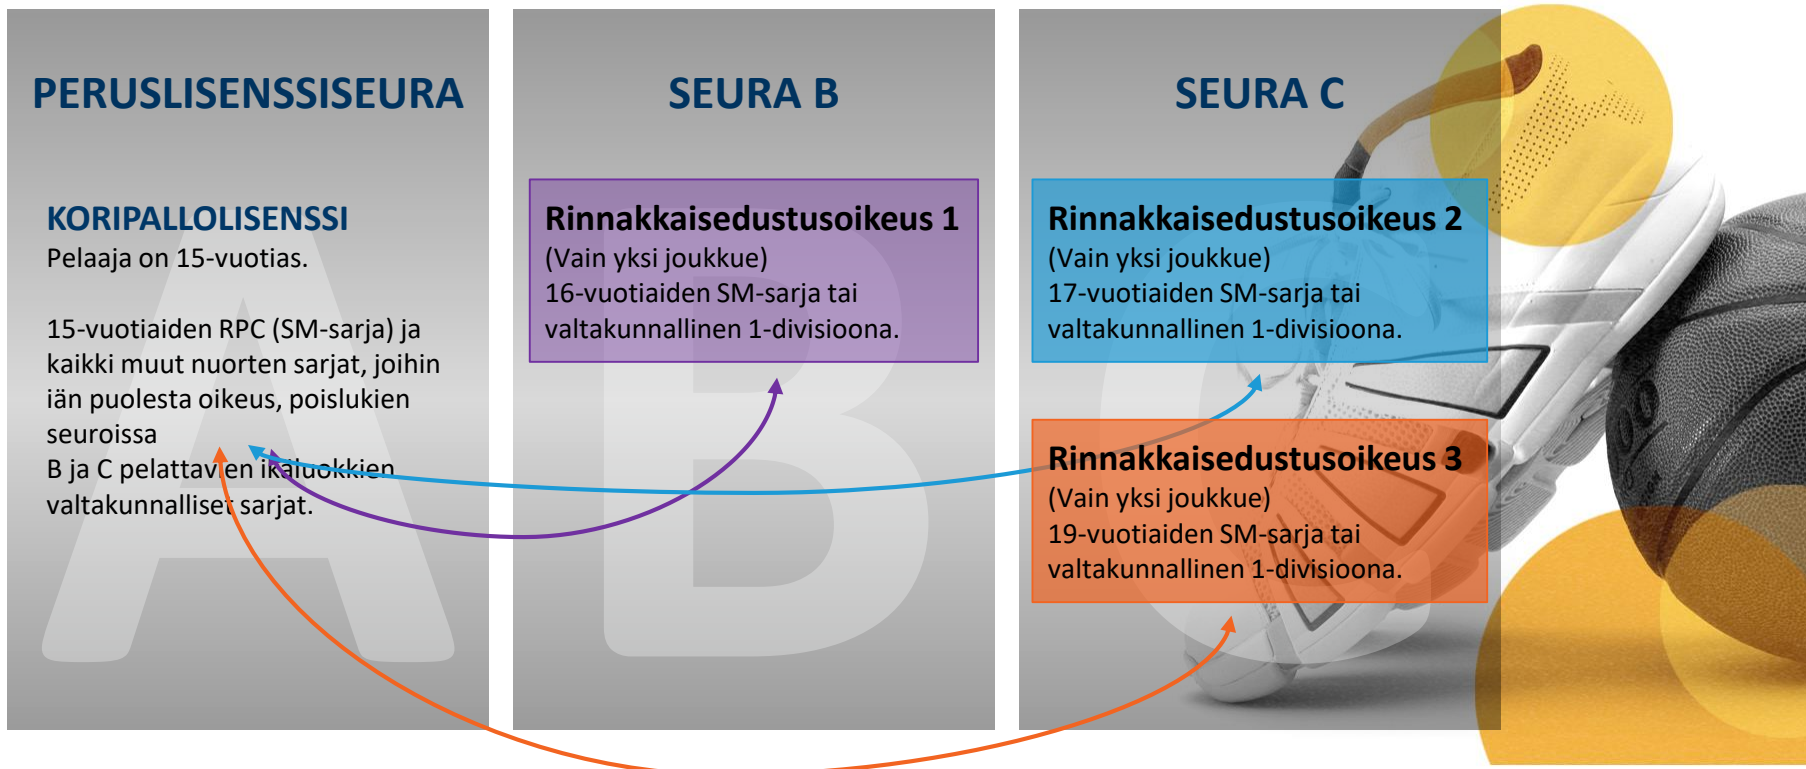 PERUSLISENSSISEURA
KORIPALLOLISENSSI
Pelaaja on 15-vuotias.
15-vuotiaiden RPC (SM-sarja) ja
kaikki muut nuorten sarjat, joihin
iän puolesta oikeus, poislukien
seuroissa
B ja C pelattavien ikäluokkien
valtakunnalliset sarjat.
A
SEURA B
Rinnakkaisedustusoikeus 1
(Vain yksi joukkue)
16-vuotiaiden SM-sarja tai
valtakunnallinen 1-divisioona.
B
SEURA C
Rinnakkaisedustusoikeus 2
(Vain yksi joukkue)
17-vuotiaiden SM-sarja tai
valtakunnallinen 1-divisioona.
Rinnakkaisedustusoikeus 3
(Vain yksi joukkue)
19-vuotiaiden SM-sarja tai
valtakunnallinen 1-divisioona.
C